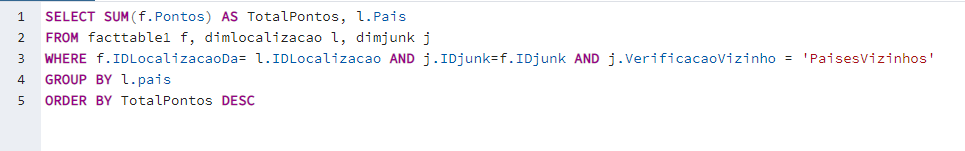 1 SELECT SUM(f.Pontos) AS TotalPontos, l.Pais
2 FROM facttable1 f, dimlocalizacao l, dimjunk j
3 WHERE f.IDLocalizacaoDa= l.IDLocalizacao AND j.IDjunk=f.IDjunk AND j.VerificacaoVizinho = 'PaisesVizinhos'
4 GROUP BY l.pais
5 ORDER BY TotalPontos DESC